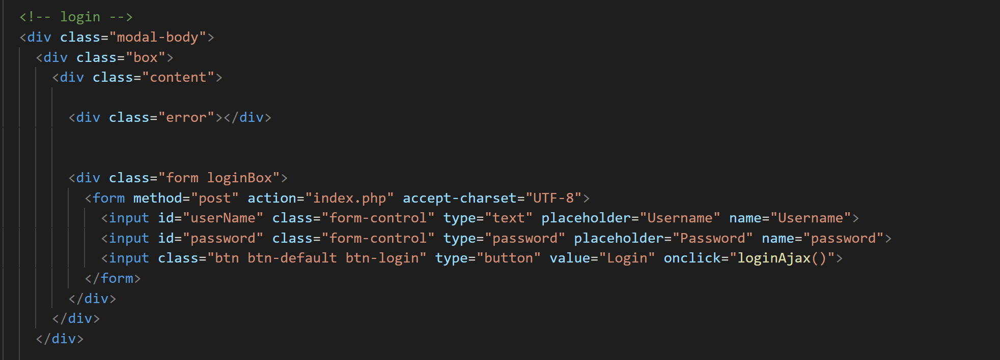 <!-- login -->
<div class="modal-body">
<div class="box">
<div class="content">
<div class="error"></div>
<div class="form loginBox">
<form method="post" action="index.php" accept-charset="UTF-8">
<input id="userName" class="form-control" type="text" placeholder="Username" name="Username">
<input id="password" class="form-control" type="password" placeholder="Password" name="password">
<input class="btn btn-default btn-login" type="button" value="Login" onclick="loginAjax()">
</form>
</div>
</div>
</div>